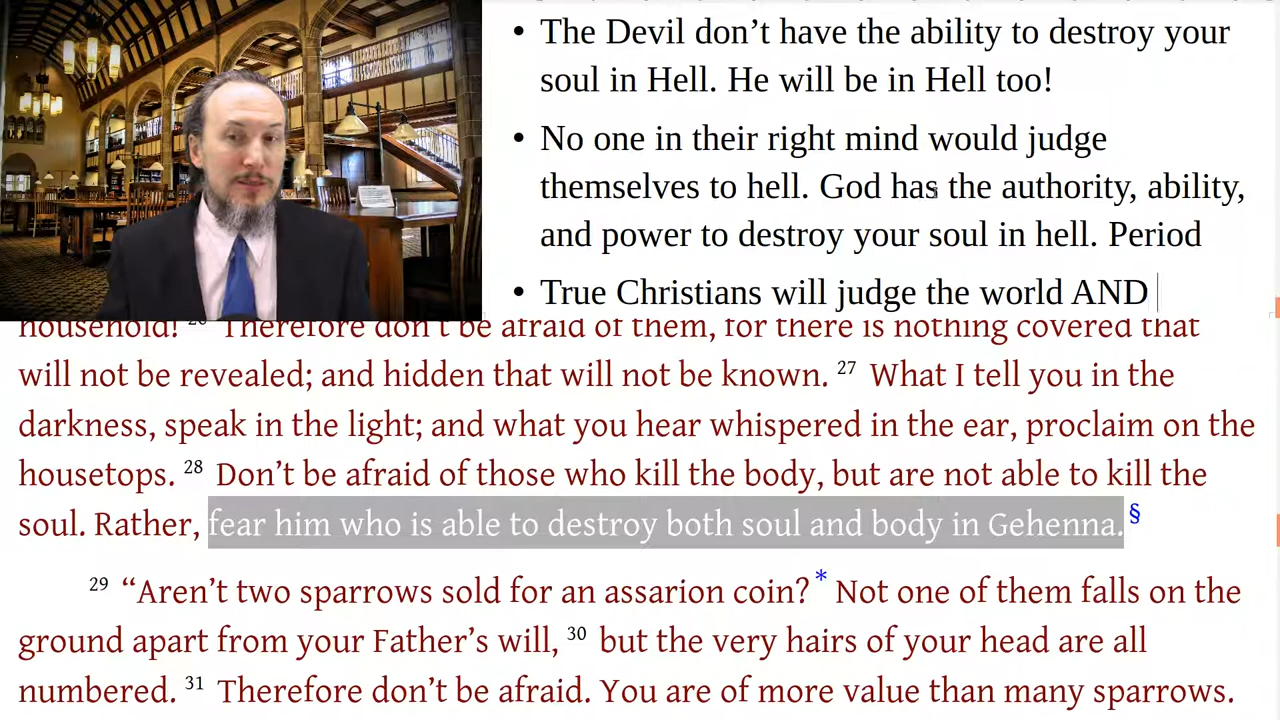 • The Devil don’t have the ability to destroy your
soul in Hell. He will be in Hell too!
• No one in their right mind would judge
themselves to hell. God has the authority, ability,
and power to destroy your soul in hell. Period
• True Christians will judge the world AND
household! 26 Therefore don’t be afraid of them, for there is nothing covered that
will not be revealed; and hidden that will not be known. 27 What I tell you in the
darkness, speak in the light; and what you hear whispered in the ear, proclaim on the
housetops. 28 Don’t be afraid of those who kill the body, but are not able to kill the
soul. Rather, fear him who is able to destroy both soul and body in Gehenna.§
29 “Aren’t two sparrows sold for an assarion coin?* Not one of them falls on the
ground apart from your Father’s will, 30 but the very hairs of your head are all
numbered. 31 Therefore don’t be afraid. You are of more value than many sparrows.